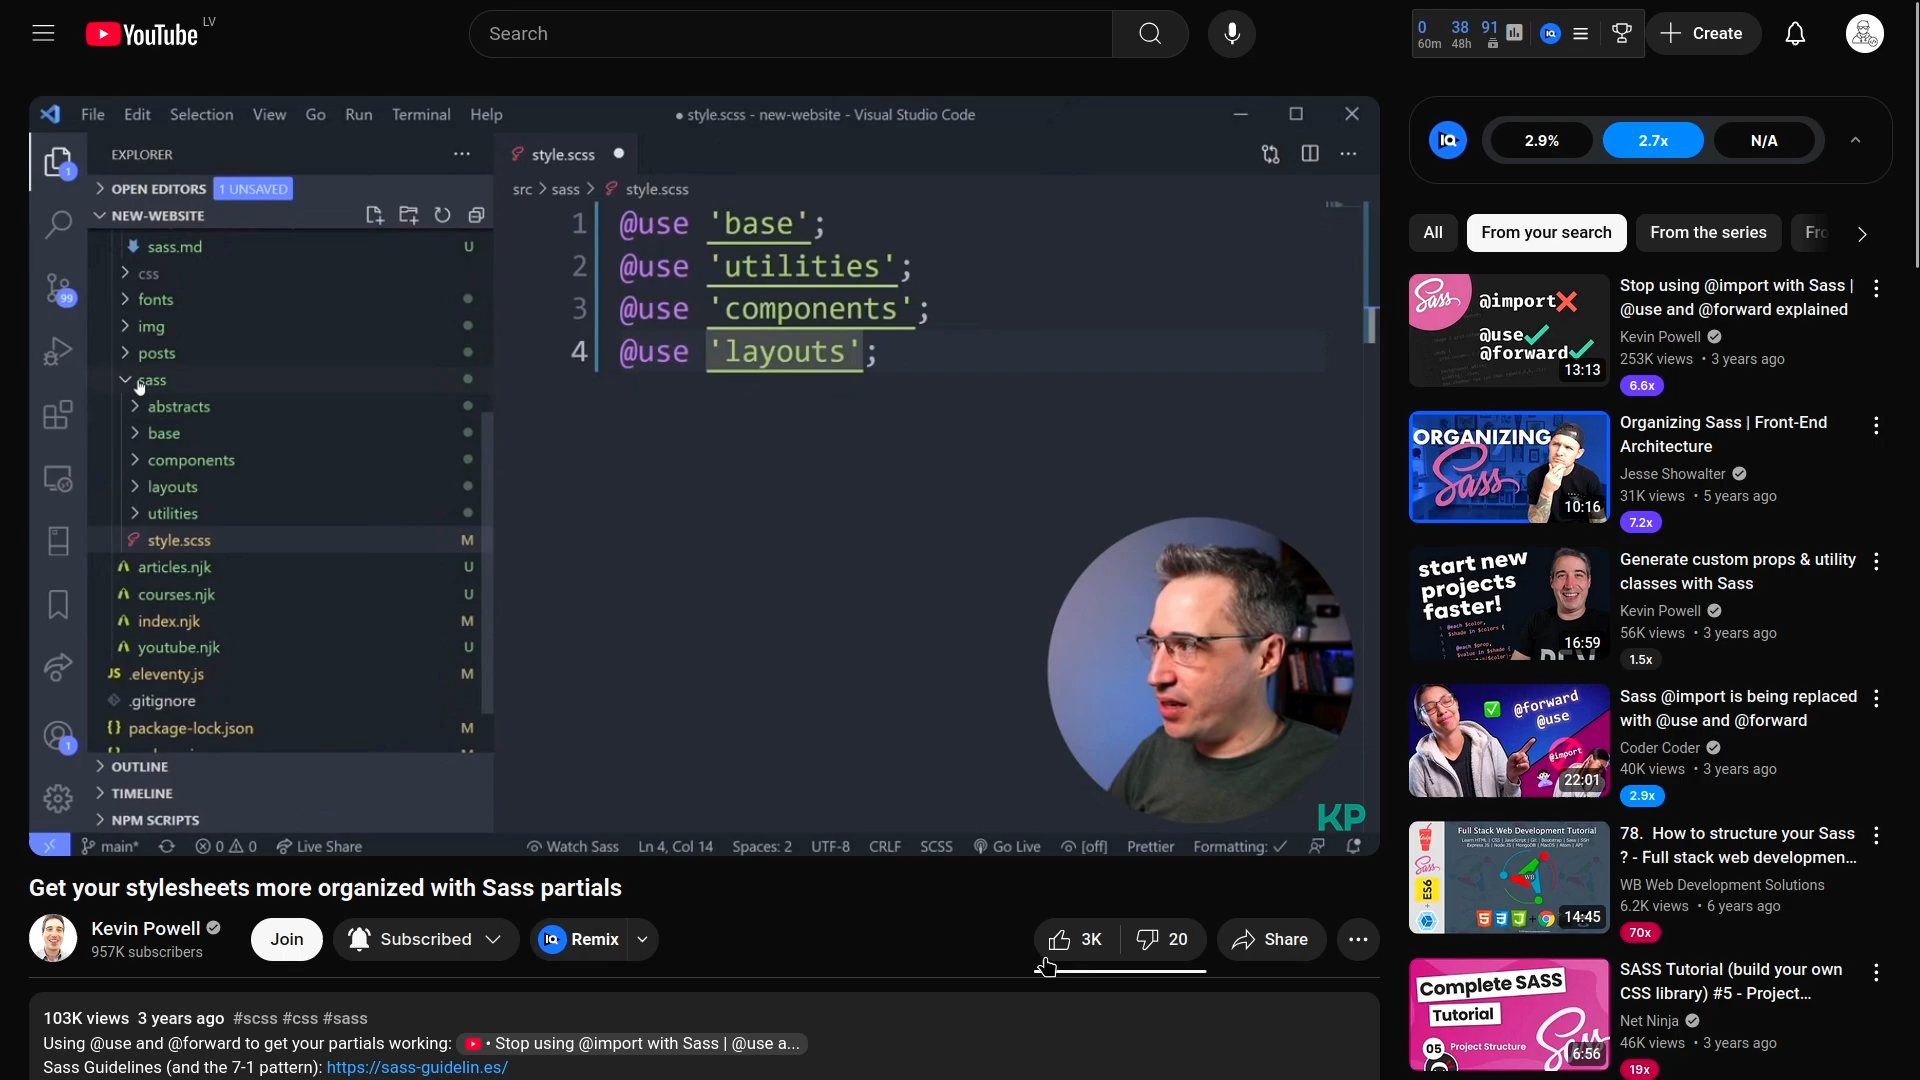 YouTube LV
Search
0 38 91
60m 48h
IQ
Create
File Edit Selection View Go Run Terminal Help
● style.scss - new-website - Visual Studio Code
EXPLORER
style.scss
OPEN EDITORS 1 UNSAVED
src > sass > style.scss
NEW-WEBSITE
1 @use 'base';
2 @use 'utilities';
3 @use 'components';
4 @use 'layouts';
1
99
1
sass.md U
css
fonts
img
posts
sass
abstracts
base
components
layouts
utilities
style.scss M
articles.njk U
courses.njk U
index.njk M
youtube.njk U
JS .eleventy.js M
.gitignore
{} package-lock.json M
OUTLINE
TIMELINE
NPM SCRIPTS
KP
main* 0 0 Live Share
Watch Sass Ln 4, Col 14 Spaces: 2 UTF-8 CRLF SCSS Go Live [off] Prettier Formatting: ✓
Get your stylesheets more organized with Sass partials
Kevin Powell
957K subscribers
Join
Subscribed
IQ Remix
3K
20
Share
103K views 3 years ago #scss #css #sass
Using @use and @forward to get your partials working: • Stop using @import with Sass | @use a...
Sass Guidelines (and the 7-1 pattern): https://sass-guidelin.es/
IQ 2.9% 2.7x N/A
All From your search From the series Fro
Sass @import
@use
@forward
13:13
Stop using @import with Sass |
@use and @forward explained
Kevin Powell
253K views • 3 years ago
6.6x
ORGANIZING
Sass
10:16
Organizing Sass | Front-End
Architecture
Jesse Showalter
31K views • 5 years ago
7.2x
start new
projects
faster!
16:59
Generate custom props & utility
classes with Sass
Kevin Powell
56K views • 3 years ago
1.5x
@forward
@use
@import
22:01
Sass @import is being replaced
with @use and @forward
Coder Coder
40K views • 3 years ago
2.9x
Full Stack Web Development Tutorial
Sass
ES6
WB
14:45
78. How to structure your Sass
? - Full stack web developmen...
WB Web Development Solutions
6.2K views • 6 years ago
70x
Complete SASS
Tutorial
05 Project Structure
Sass
6:56
SASS Tutorial (build your own
CSS library) #5 - Project...
Net Ninja
46K views • 3 years ago
19x